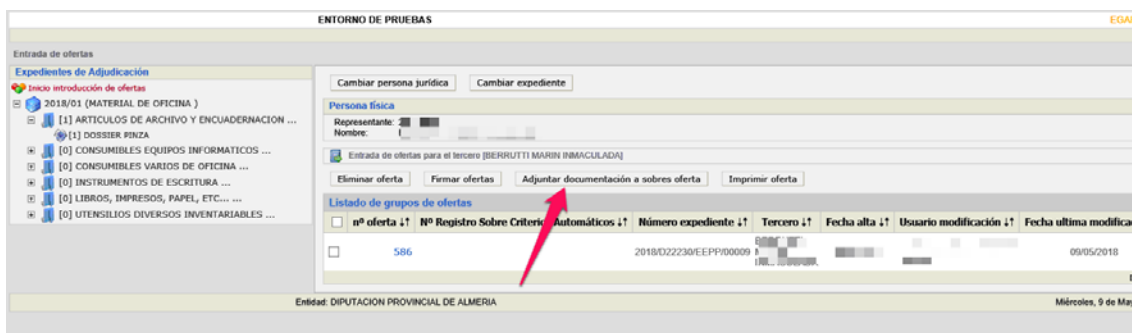 ENTORNO DE PRUEBAS
Entrada de ofertas
Expedientes de Adjudicación
Inicio introducción de ofertas
2018/01 (MATERIAL DE OFICINA )
[1] ARTICULOS DE ARCHIVO Y ENCUADERNACION ...
[1] DOSSIER PINZA
[0] CONSUMIBLES EQUIPOS INFORMATICOS ...
[0] CONSUMIBLES VARIOS DE OFICINA ...
[0] INSTRUMENTOS DE ESCRITURA ...
[0] LIBROS, IMPRESOS, PAPEL, ETC... ...
[0] UTENSILIOS DIVERSOS INVENTARIABLES ...
Cambiar persona jurídica Cambiar expediente
Persona física
Representante:
Nombre:
Entrada de ofertas para el tercero [BERRUTTI MARIN INMACULADA]
Eliminar oferta Firmar ofertas Adjuntar documentación a sobres oferta Imprimir oferta
Listado de grupos de ofertas
nº oferta ↓↑ Nº Registro Sobre Criterios Automáticos ↓↑ Número expediente ↓↑ Tercero ↓↑ Fecha alta ↓↑ Usuario modificación ↓↑ Fecha ultima modifica
586 2018/D22230/EEPP/00009 09/05/2018
Entidad: DIPUTACION PROVINCIAL DE ALMERIA Miércoles, 9 de May